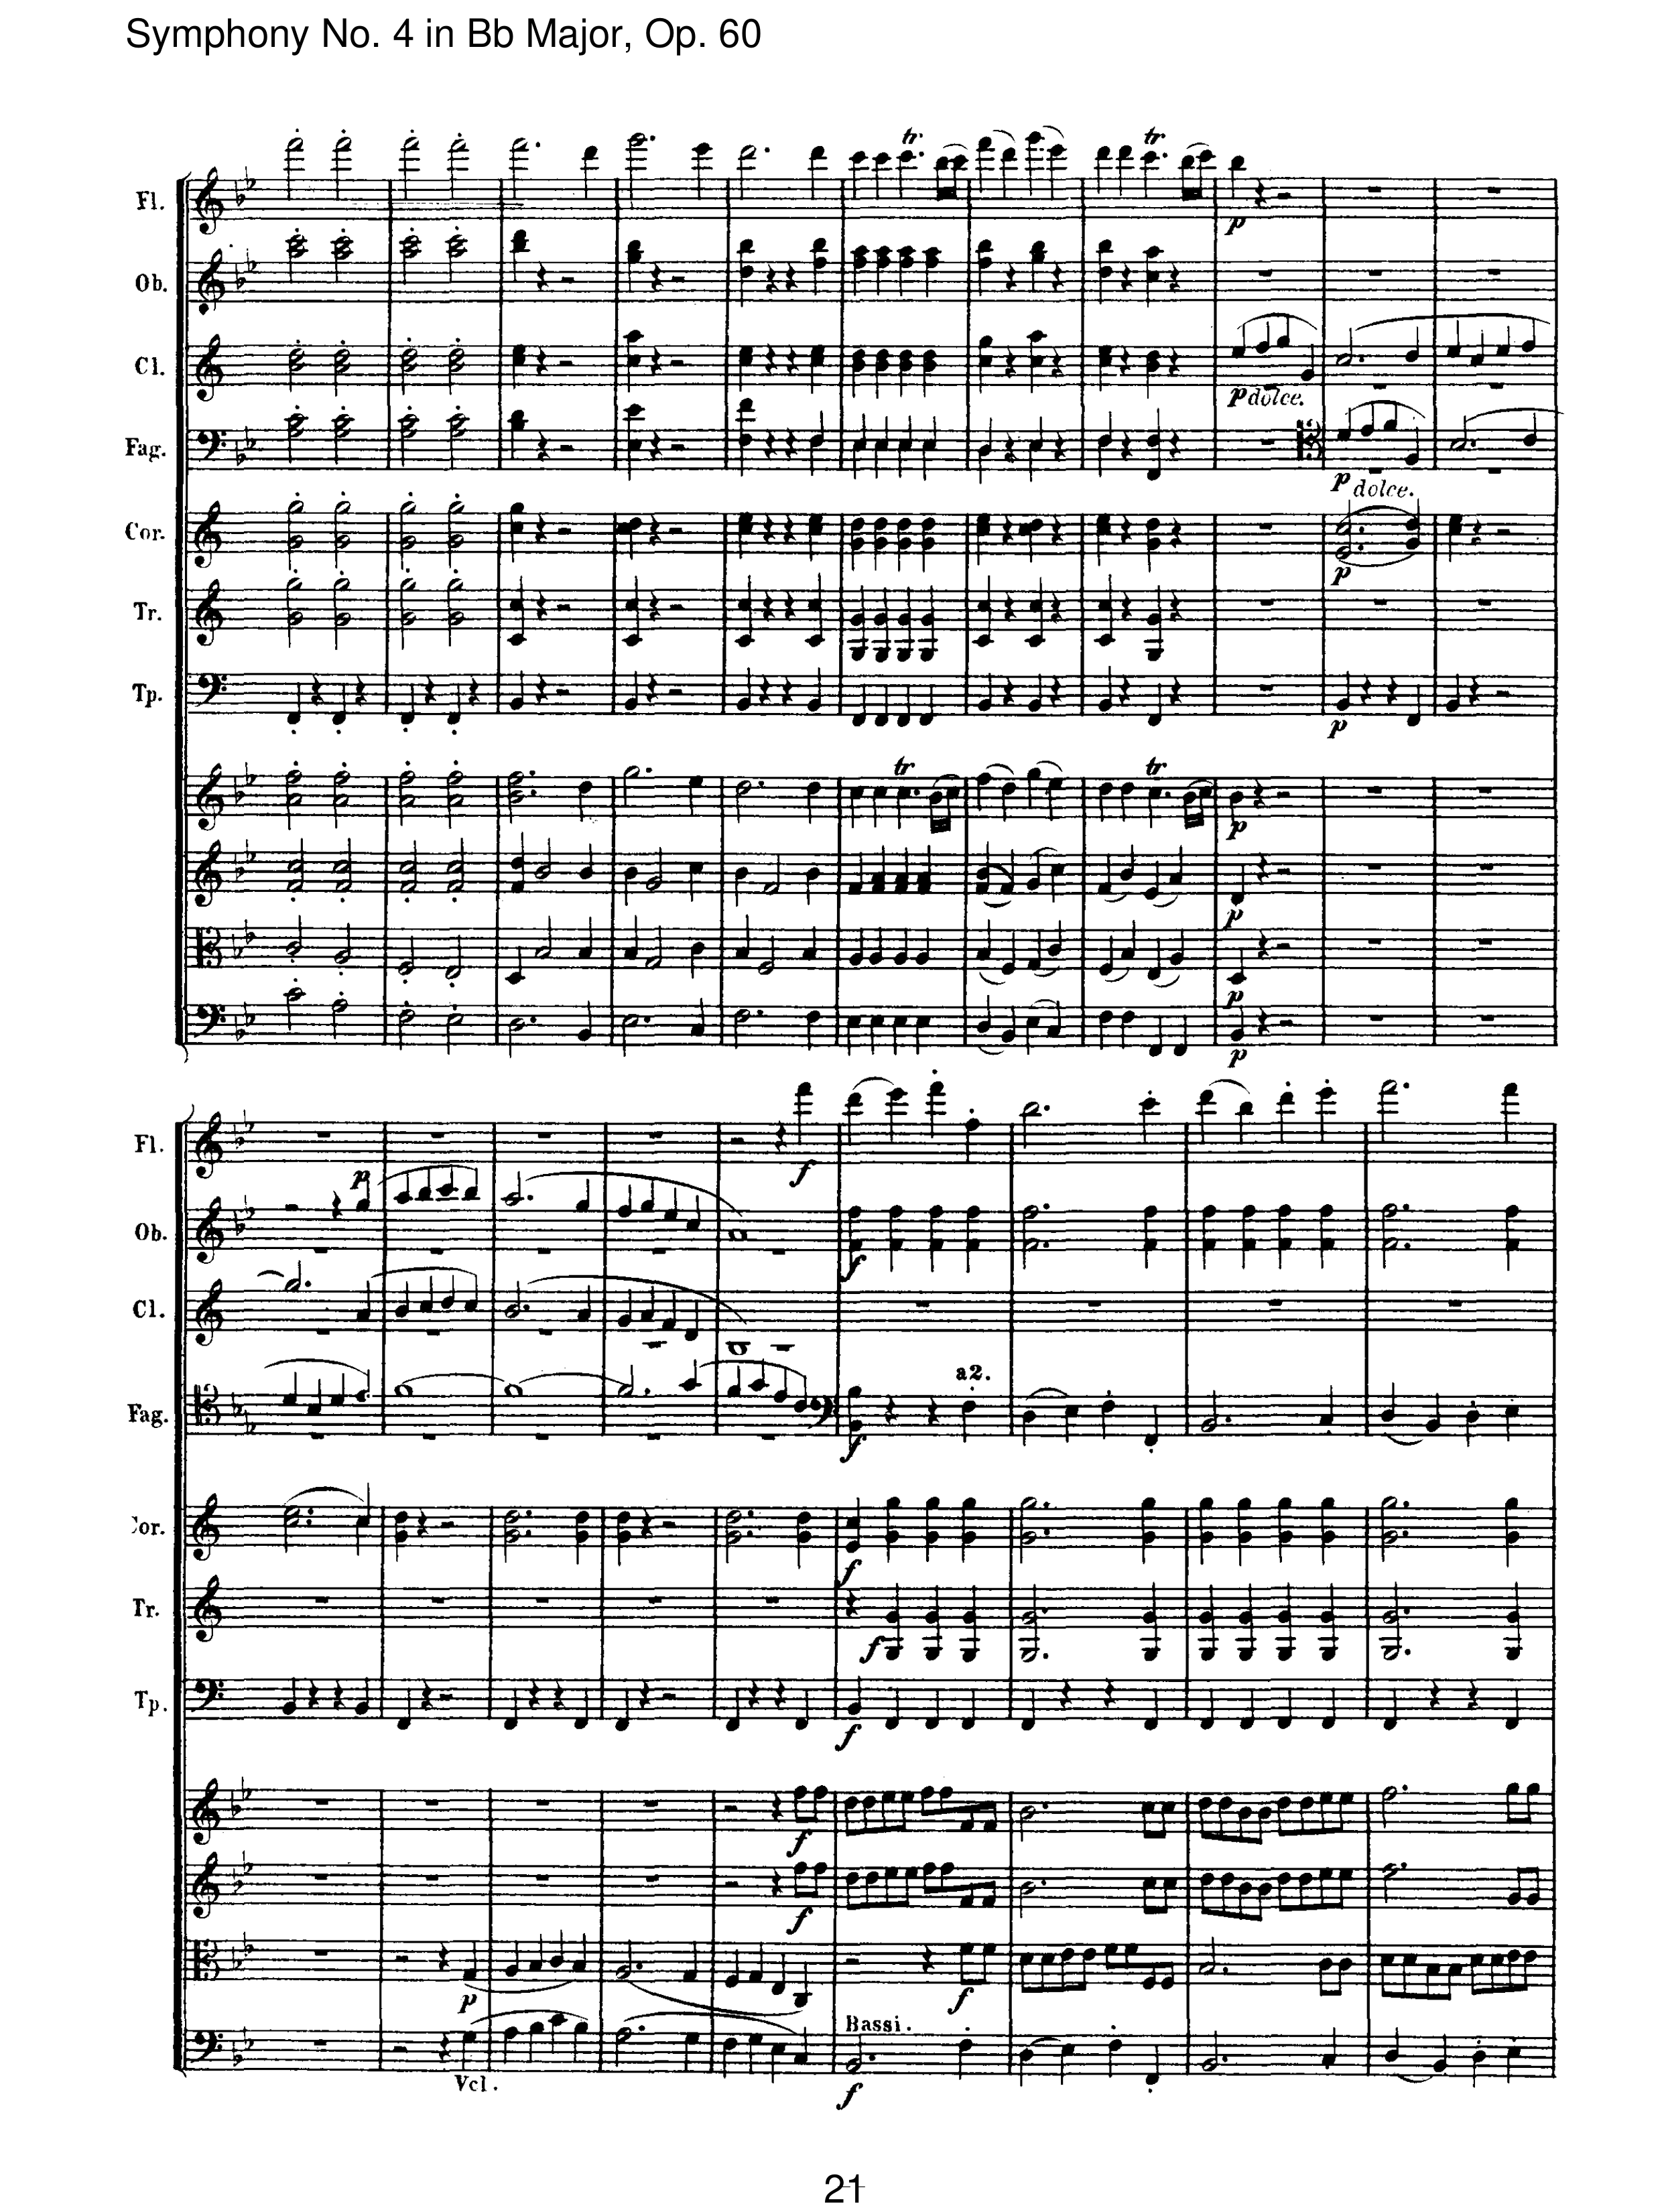 Symphony No. 4 in Bb Major, Op. 60
tr.
tr.
Fl.
p
Ob.
Cl.
p dolce.
Fag.
p dolce.
Cor.
p
Tr.
Tp.
p
tr
tr
p
p
p
p
Fl.
f
p
Ob.
f
Cl.
a2.
Fag.
f
Cor.
f
Tr.
f
Tp.
f
f
f
p
f
Bassi.
Vcl.
f
21